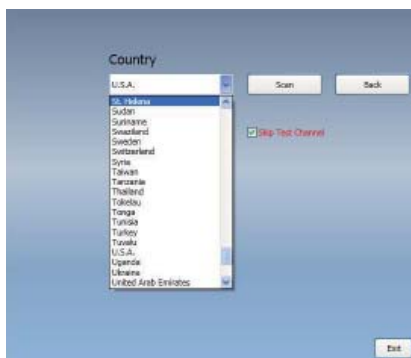 Country
U.S.A.
Scan
Back
St. Helena
Sudan
Suriname
Swaziland
Sweden
Switzerland
Syria
Taiwan
Tanzania
Thailand
Tokelau
Tonga
Tunisia
Turkey
Tuvalu
U.S.A.
Uganda
Ukraine
United Arab Emirates
Skip Test Channel
Exit